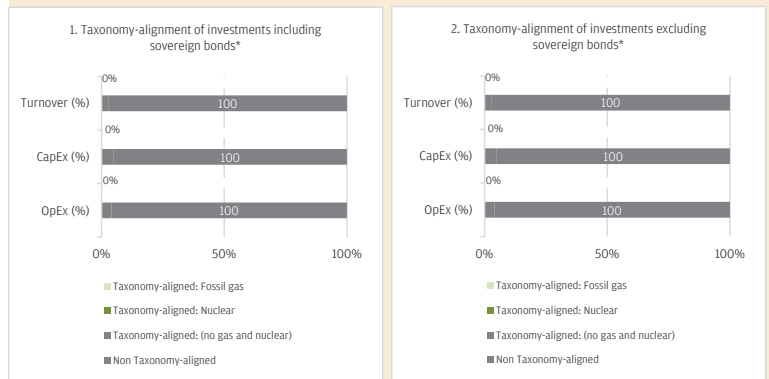 1. Taxonomy-alignment of investments including
sovereign bonds*
0%
Turnover (%)
100
0%
CapEx (%)
100
0%
OpEx (%)
100
0%
50%
100%
Taxonomy-aligned: Fossil gas
Taxonomy-aligned: Nuclear
Taxonomy-aligned: (no gas and nuclear)
Non Taxonomy-aligned
2. Taxonomy-alignment of investments excluding
sovereign bonds*
0%
Turnover (%)
100
0%
CapEx (%)
100
0%
OpEx (%)
100
0%
50%
100%
Taxonomy-aligned: Fossil gas
Taxonomy-aligned: Nuclear
Taxonomy-aligned: (no gas and nuclear)
Non Taxonomy-aligned